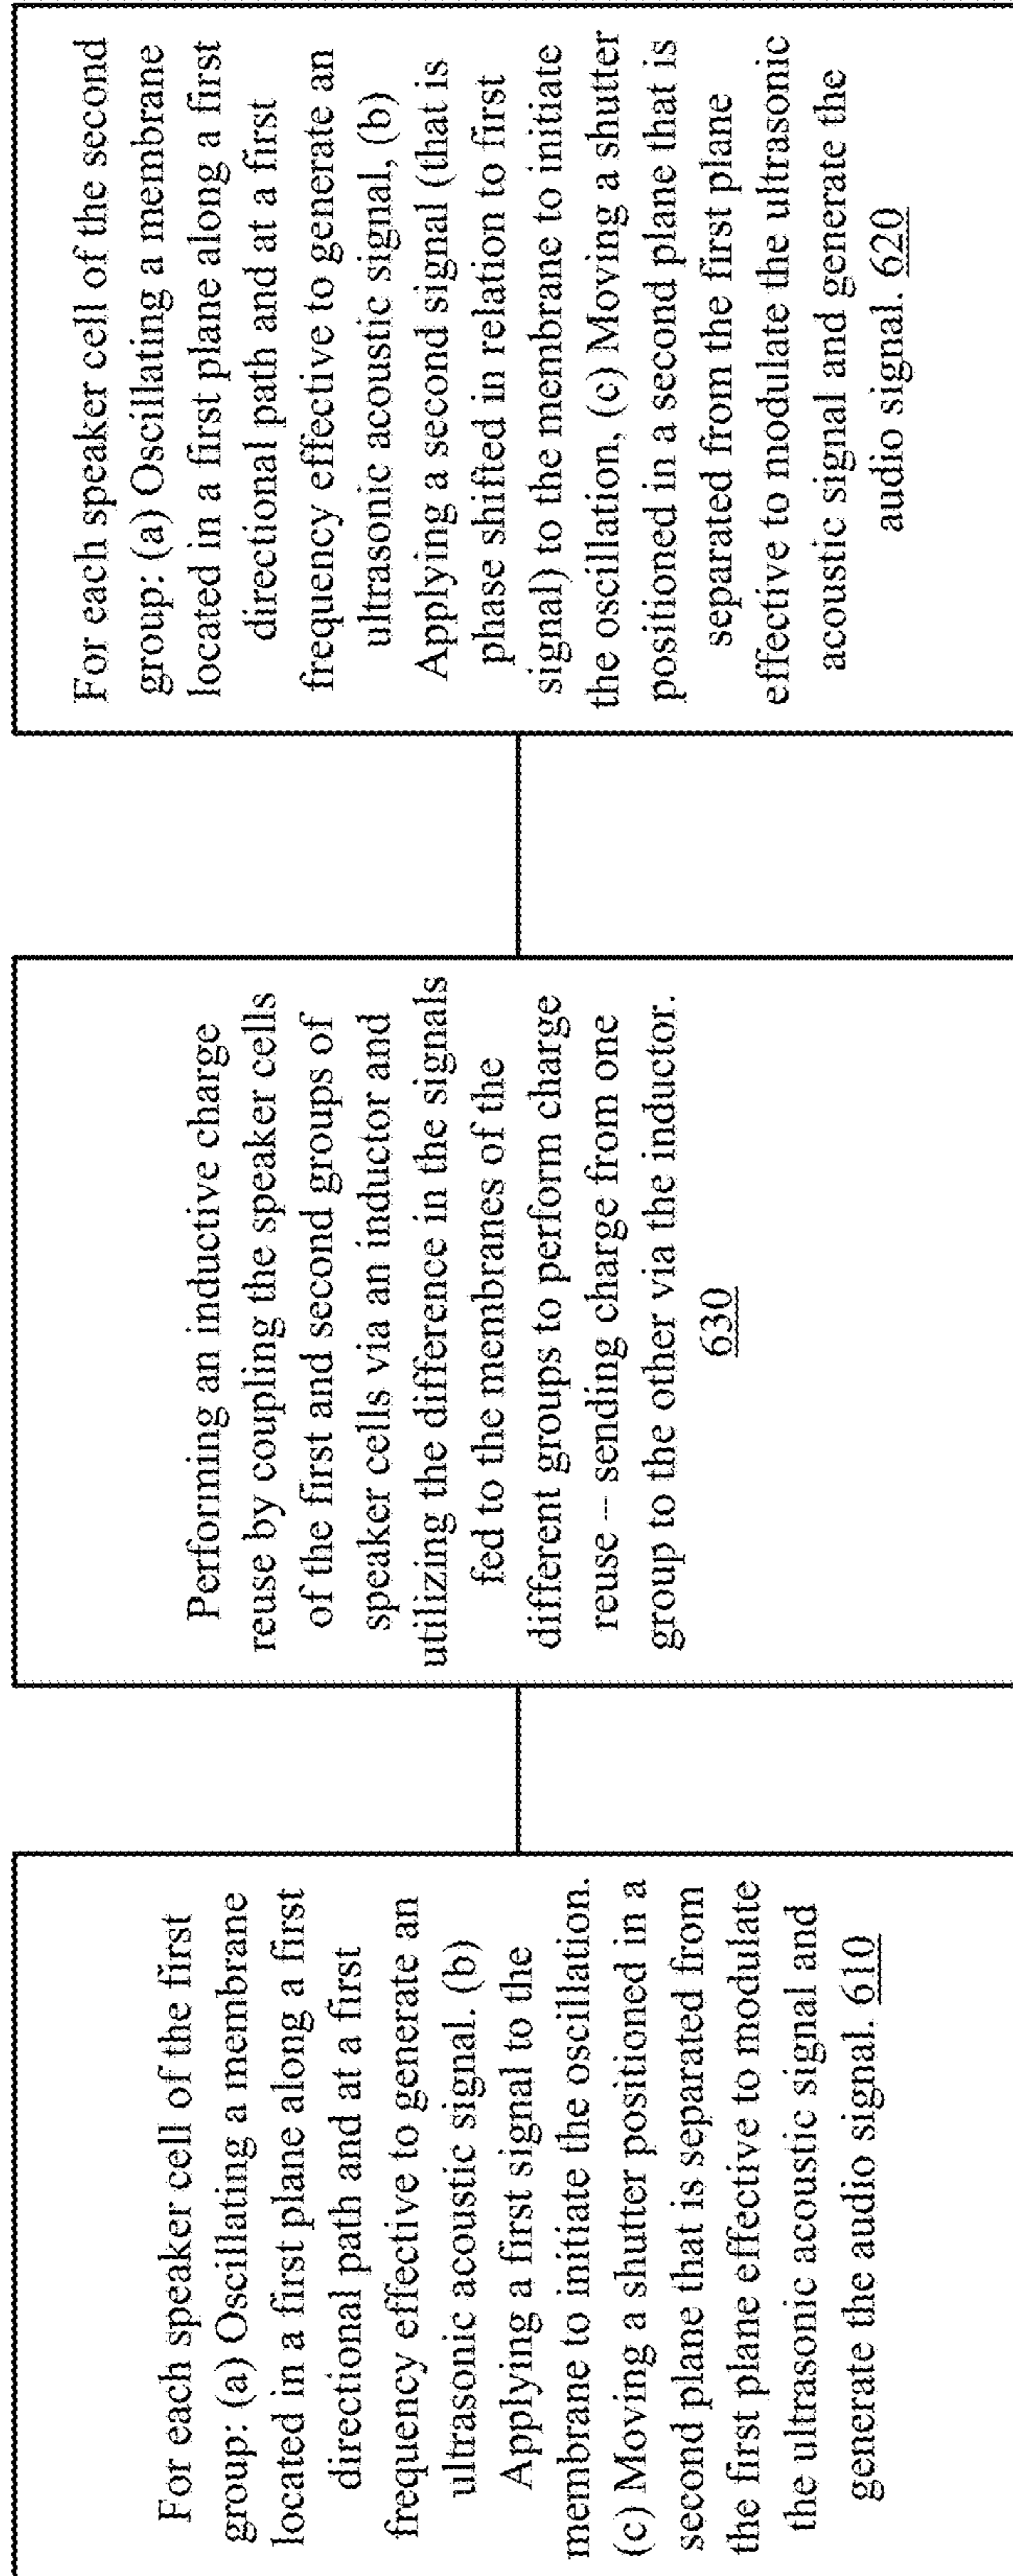 For each speaker cell of the first
group: (a) Oscillating a membrane
located in a first plane along a first
directional path and at a first
frequency effective to generate an
ultrasonic acoustic signal. (b)
Applying a first signal to the
membrane to initiate the oscillation.
(c) Moving a shutter positioned in a
second plane that is separated from
the first plane effective to modulate
the ultrasonic acoustic signal and
generate the audio signal. 610
Performing an inductive charge
reuse by coupling the speaker cells
of the first and second groups of
speaker cells via an inductor and
utilizing the difference in the signals
fed to the membranes of the
different groups to perform charge
reuse -- sending charge from one
group to the other via the inductor.
630
For each speaker cell of the second
group: (a) Oscillating a membrane
located in a first plane along a first
directional path and at a first
frequency effective to generate an
ultrasonic acoustic signal, (b)
Applying a second signal (that is
phase shifted in relation to first
signal) to the membrane to initiate
the oscillation, (c) Moving a shutter
positioned in a second plane that is
separated from the first plane
effective to modulate the ultrasonic
acoustic signal and generate the
audio signal. 620